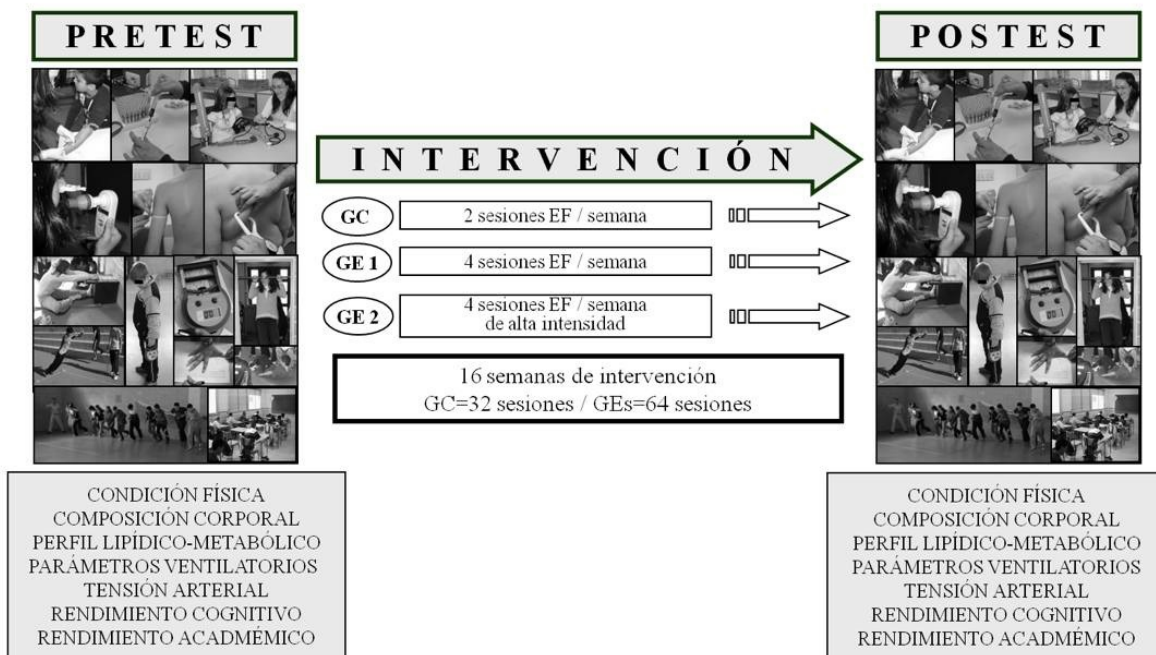 PRETEST
POSTEST
INTERVENCIÓN
GC
2 sesiones EF / semana
GE 1
4 sesiones EF / semana
GE 2
4 sesiones EF / semana
de alta intensidad
16 semanas de intervención
GC=32 sesiones / GEs=64 sesiones
CONDICIÓN FÍSICA
COMPOSICIÓN CORPORAL
PERFIL LIPÍDICO-METABÓLICO
PARÁMETROS VENTILATORIOS
TENSIÓN ARTERIAL
RENDIMIENTO COGNITIVO
RENDIMIENTO ACADMÉMICO
CONDICIÓN FÍSICA
COMPOSICIÓN CORPORAL
PERFIL LIPÍDICO-METABÓLICO
PARÁMETROS VENTILATORIOS
TENSIÓN ARTERIAL
RENDIMIENTO COGNITIVO
RENDIMIENTO ACADMÉMICO